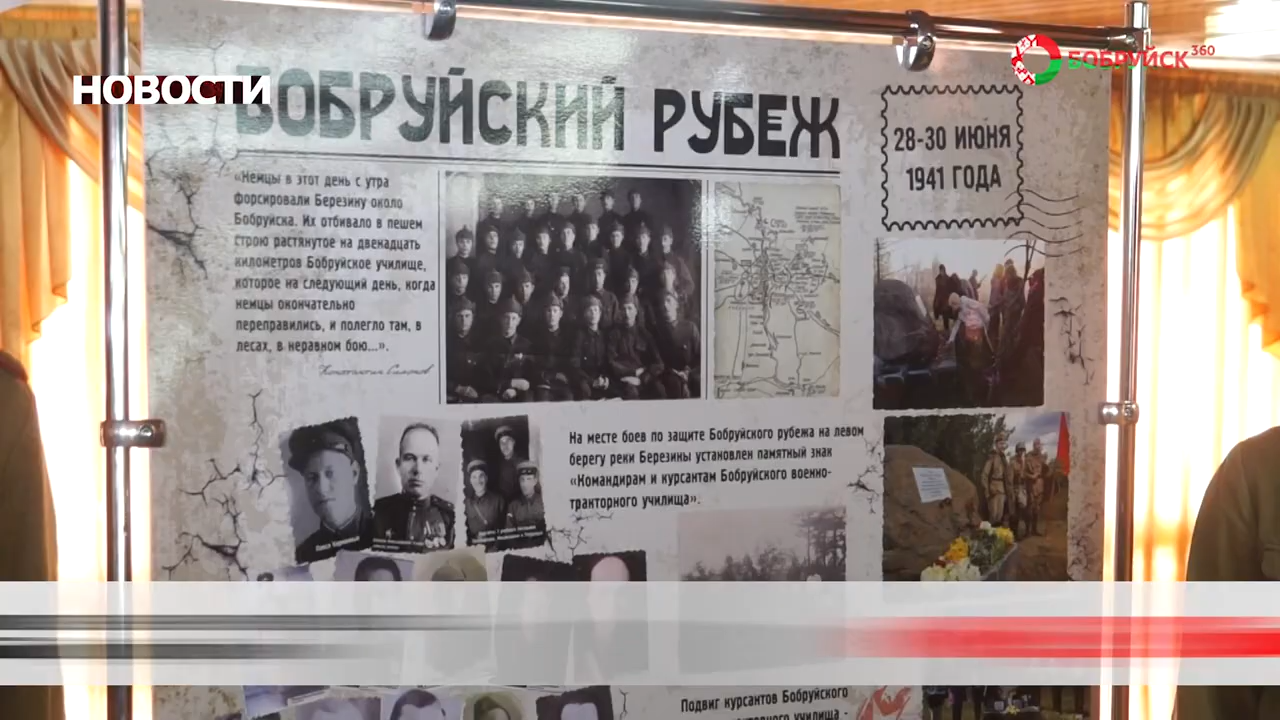 НОВОСТИ
БОБРУЙСК 360
БОБРУЙСКИЙ РУБЕЖ
28-30 ИЮНЯ
1941 ГОДА
«Немцы в этот день с утра
форсировали Березину около
Бобруйска. Их отбивало в пешем
строю растянутое на двенадцать
километров Бобруйское училище,
которое на следующий день, когда
немцы окончательно
переправились, и полегло там, в
лесах, в неравном бою...».
Константин Симонов
На месте боев по защите Бобруйского рубежа на левом
берегу реки Березины установлен памятный знак
«Командирам и курсантам Бобруйского военно-
тракторного училища».
Подвиг курсантов Бобруйского
училища -